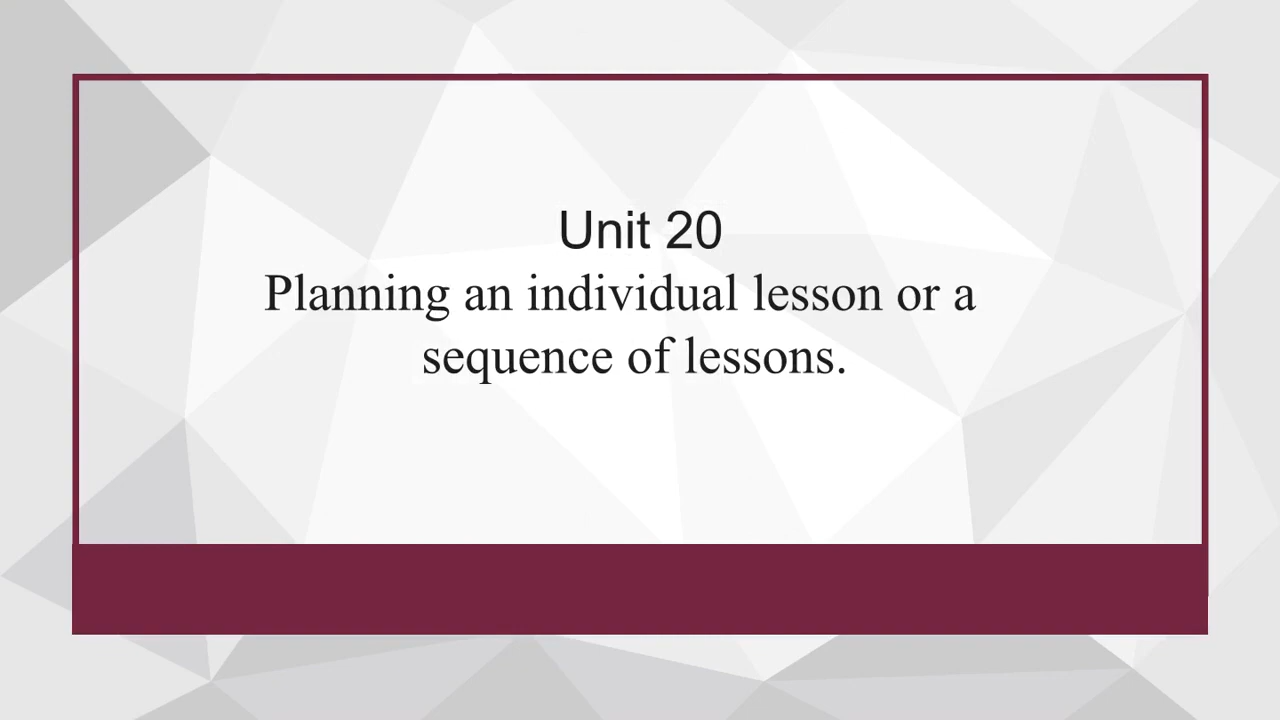 Unit 20
Planning an individual lesson or a
sequence of lessons.